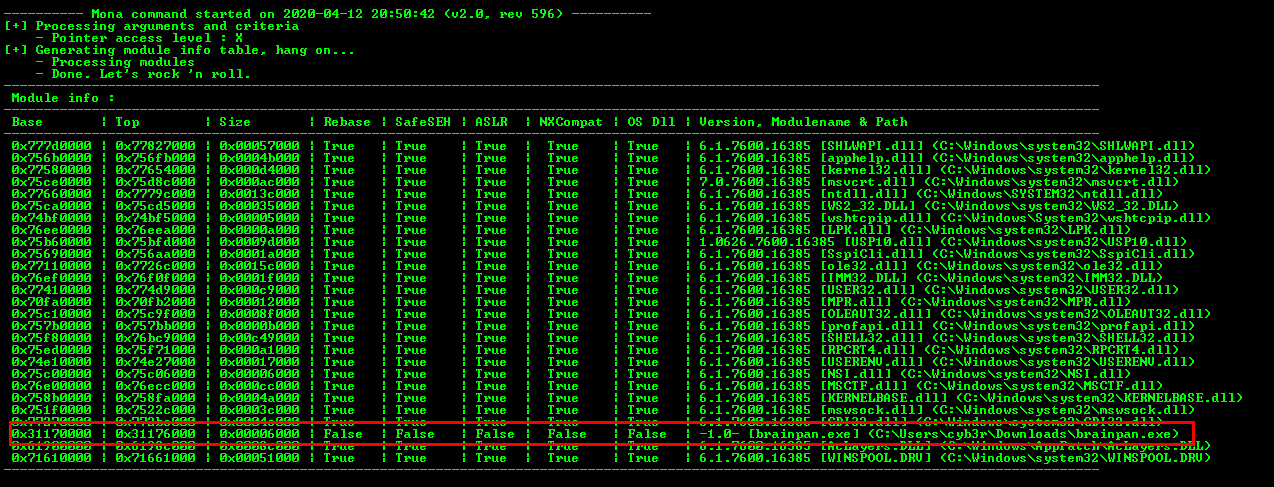 ---------- Mona command started on 2020-04-12 20:50:42 (v2.0, rev 596) ----------
[+] Processing arguments and criteria
- Pointer access level : X
[+] Generating module info table, hang on...
- Processing modules
- Done. Let's rock 'n roll.
Module info :
Base | Top | Size | Rebase | SafeSEH | ASLR | NXCompat | OS Dll | Version, Modulename & Path
0x777d0000 | 0x77827000 | 0x00057000 | True | True | True | True | True | 6.1.7600.16385 [SHLWAPI.dll] (C:\Windows\system32\SHLWAPI.dll)
0x756b0000 | 0x756fb000 | 0x0004b000 | True | True | True | True | True | 6.1.7600.16385 [apphelp.dll] (C:\Windows\system32\apphelp.dll)
0x77580000 | 0x77654000 | 0x000d4000 | True | True | True | True | True | 6.1.7600.16385 [kernel32.dll] (C:\Windows\system32\kernel32.dll)
0x75ce0000 | 0x75d8c000 | 0x000ac000 | True | True | True | True | True | 7.0.7600.16385 [msvcrt.dll] (C:\Windows\system32\msvcrt.dll)
0x77660000 | 0x7779c000 | 0x0013c000 | True | True | True | True | True | 6.1.7600.16385 [ntdll.dll] (C:\Windows\SYSTEM32\ntdll.dll)
0x75ca0000 | 0x75cd5000 | 0x00035000 | True | True | True | True | True | 6.1.7600.16385 [WS2_32.DLL] (C:\Windows\system32\WS2_32.DLL)
0x74bf0000 | 0x74bf5000 | 0x00005000 | True | True | True | True | True | 6.1.7600.16385 [wshtcpip.dll] (C:\Windows\System32\wshtcpip.dll)
0x76ee0000 | 0x76eea000 | 0x0000a000 | True | True | True | True | True | 6.1.7600.16385 [LPK.dll] (C:\Windows\system32\LPK.dll)
0x75b60000 | 0x75bfd000 | 0x0009d000 | True | True | True | True | True | 1.0626.7600.16385 [USP10.dll] (C:\Windows\system32\USP10.dll)
0x75690000 | 0x756aa000 | 0x0001a000 | True | True | True | True | True | 6.1.7600.16385 [SspiCli.dll] (C:\Windows\system32\SspiCli.dll)
0x77110000 | 0x7726c000 | 0x0015c000 | True | True | True | True | True | 6.1.7600.16385 [ole32.dll] (C:\Windows\system32\ole32.dll)
0x76ef0000 | 0x76f0f000 | 0x0001f000 | True | True | True | True | True | 6.1.7600.16385 [IMM32.DLL] (C:\Windows\system32\IMM32.DLL)
0x77410000 | 0x774d9000 | 0x000c9000 | True | True | True | True | True | 6.1.7600.16385 [USER32.dll] (C:\Windows\system32\USER32.dll)
0x70fa0000 | 0x70fb2000 | 0x00012000 | True | True | True | True | True | 6.1.7600.16385 [MPR.dll] (C:\Windows\system32\MPR.dll)
0x75c10000 | 0x75c9f000 | 0x0008f000 | True | True | True | True | True | 6.1.7600.16385 [OLEAUT32.dll] (C:\Windows\system32\OLEAUT32.dll)
0x757b0000 | 0x757bb000 | 0x0000b000 | True | True | True | True | True | 6.1.7600.16385 [profapi.dll] (C:\Windows\system32\profapi.dll)
0x75f80000 | 0x76bc9000 | 0x00c49000 | True | True | True | True | True | 6.1.7600.16385 [SHELL32.dll] (C:\Windows\system32\SHELL32.dll)
0x75ed0000 | 0x75f71000 | 0x000a1000 | True | True | True | True | True | 6.1.7600.16385 [RPCRT4.dll] (C:\Windows\system32\RPCRT4.dll)
0x74e10000 | 0x74e27000 | 0x00017000 | True | True | True | True | True | 6.1.7600.16385 [USERENV.dll] (C:\Windows\system32\USERENV.dll)
0x75c00000 | 0x75c06000 | 0x00006000 | True | True | True | True | True | 6.1.7600.16385 [NSI.dll] (C:\Windows\system32\NSI.dll)
0x76e00000 | 0x76ecc000 | 0x000cc000 | True | True | True | True | True | 6.1.7600.16385 [MSCTF.dll] (C:\Windows\system32\MSCTF.dll)
0x758b0000 | 0x758fa000 | 0x0004a000 | True | True | True | True | True | 6.1.7600.16385 [KERNELBASE.dll] (C:\Windows\system32\KERNELBASE.dll)
0x751f0000 | 0x7522c000 | 0x0003c000 | True | True | True | True | True | 6.1.7600.16385 [mswsock.dll] (C:\Windows\system32\mswsock.dll)
True | True | True | True | True | 6.1.7600.16385 [GDI32.dll] (C:\Windows\system32\GDI32.dll)
0x31170000 | 0x31176000 | 0x00006000 | False | False | False | False | False | -1.0- [brainpan.exe] (C:\Users\cyb3r\Downloads\brainpan.exe)
True | True | True | True | True | 6.1.7600.16385 [AcLayers.DLL] (C:\Windows\AppPatch\AcLayers.DLL)
0x71610000 | 0x71661000 | 0x00051000 | True | True | True | True | True | 6.1.7600.16385 [WINSPOOL.DRV] (C:\Windows\system32\WINSPOOL.DRV)